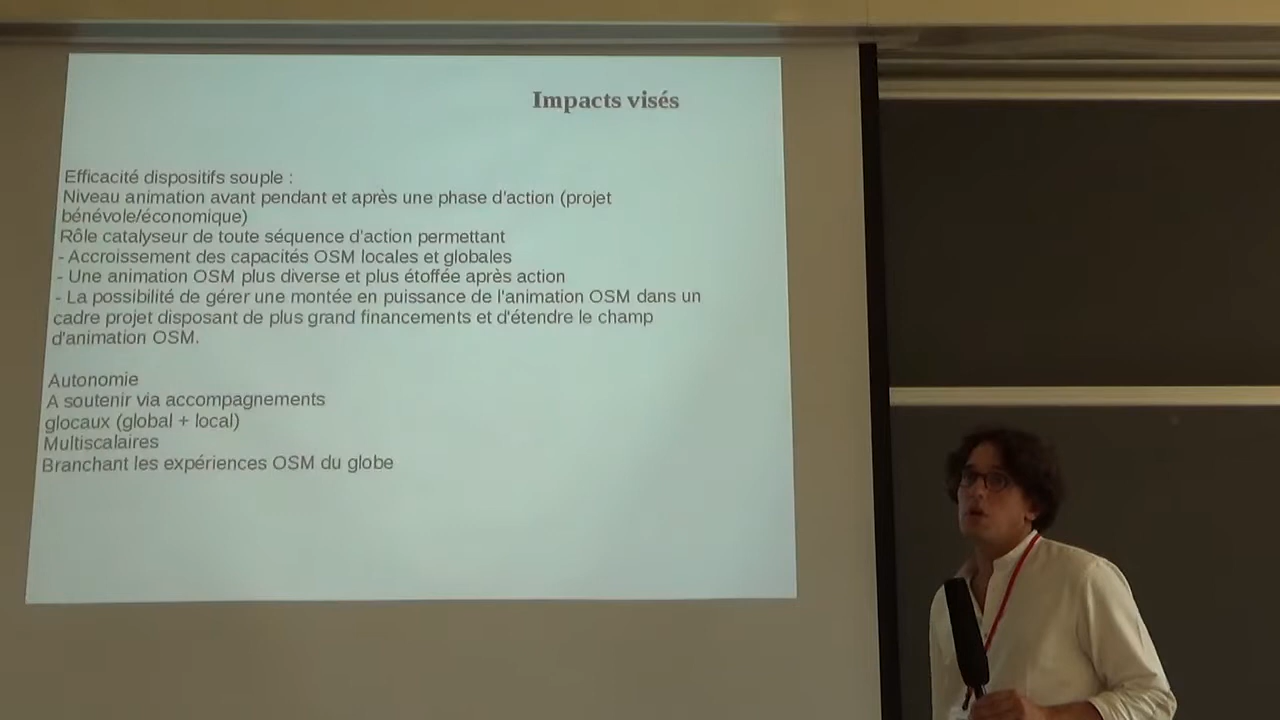 Impacts visés
Efficacité dispositifs souple :
Niveau animation avant pendant et après une phase d'action (projet
bénévole/économique)
Rôle catalyseur de toute séquence d'action permettant
- Accroissement des capacités OSM locales et globales
- Une animation OSM plus diverse et plus étoffée après action
- La possibilité de gérer une montée en puissance de l'animation OSM dans un
cadre projet disposant de plus grand financements et d'étendre le champ
d'animation OSM.
Autonomie
A soutenir via accompagnements
glocaux (global + local)
Multiscalaires
Branchant les expériences OSM du globe